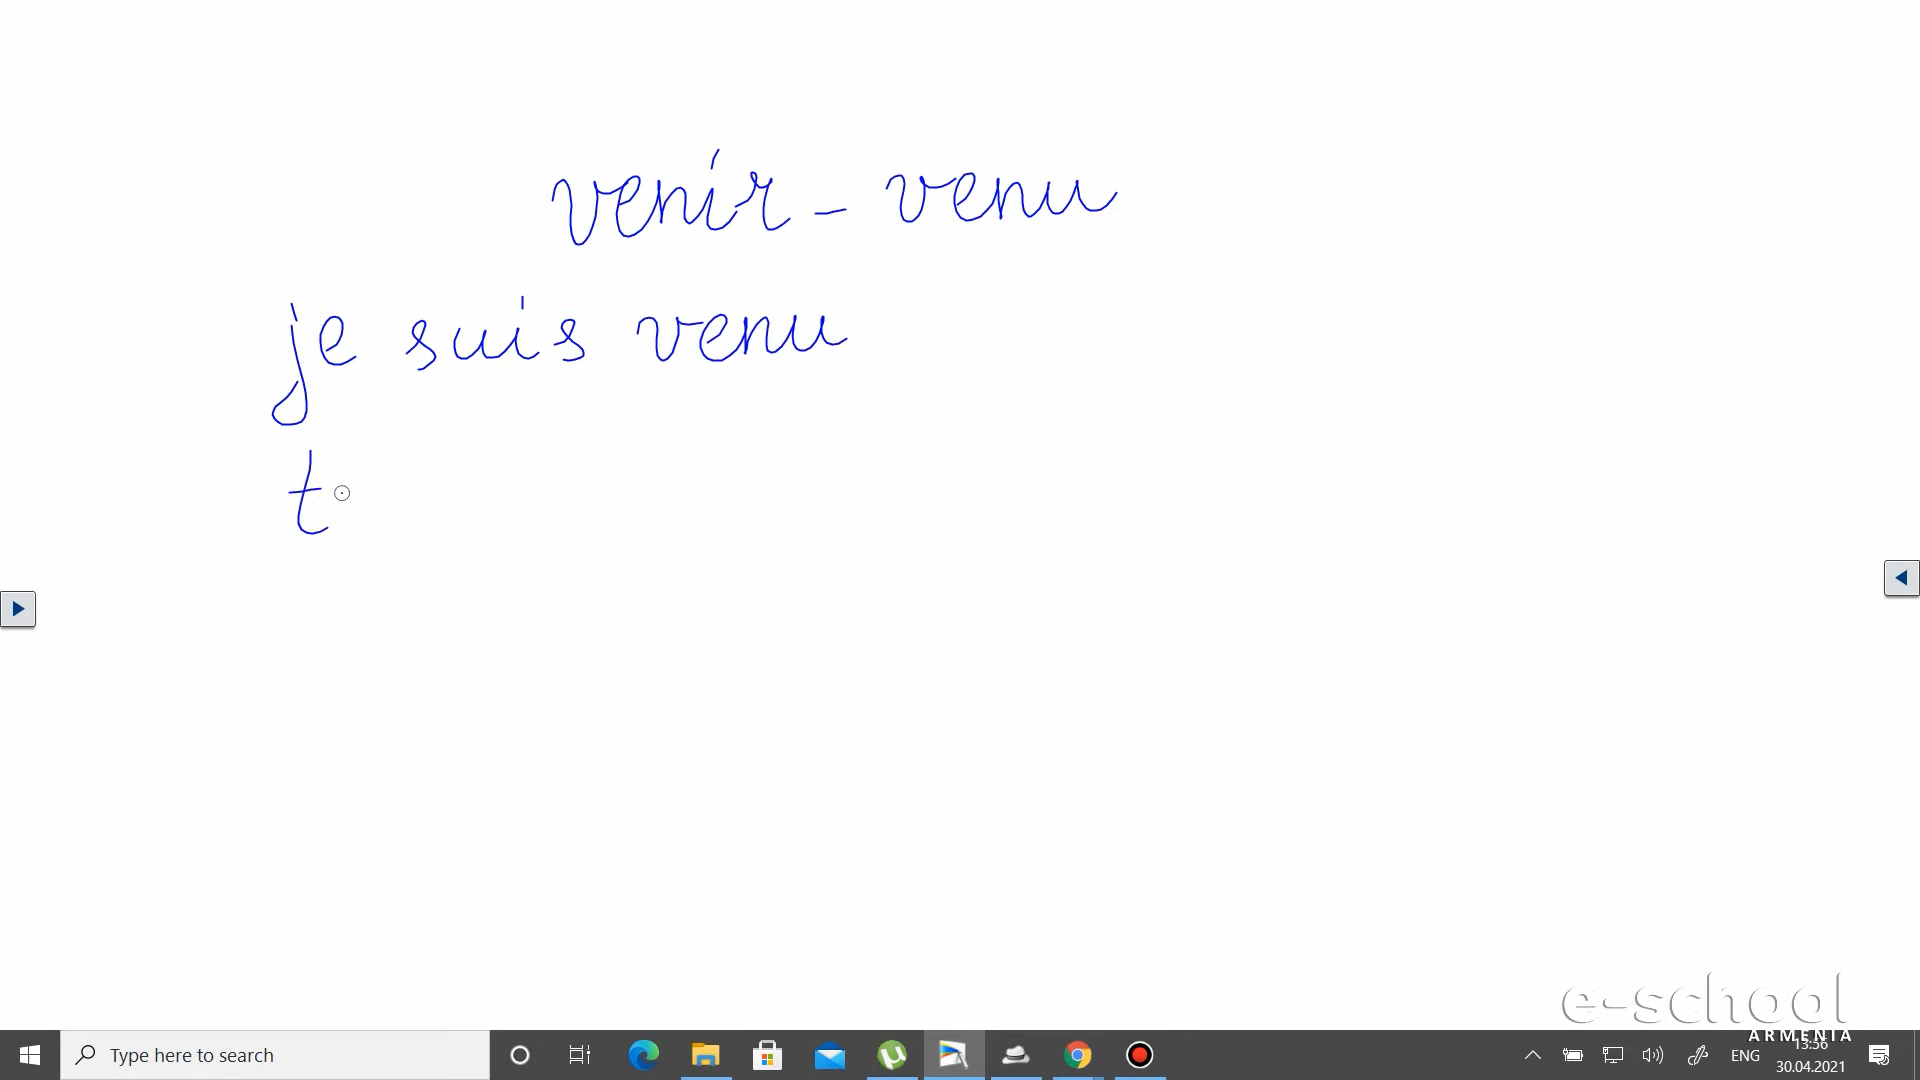 venir - venu
je suis venu
t
e-school
ARMENIA
Type here to search
ENG
13:56
30.04.2021